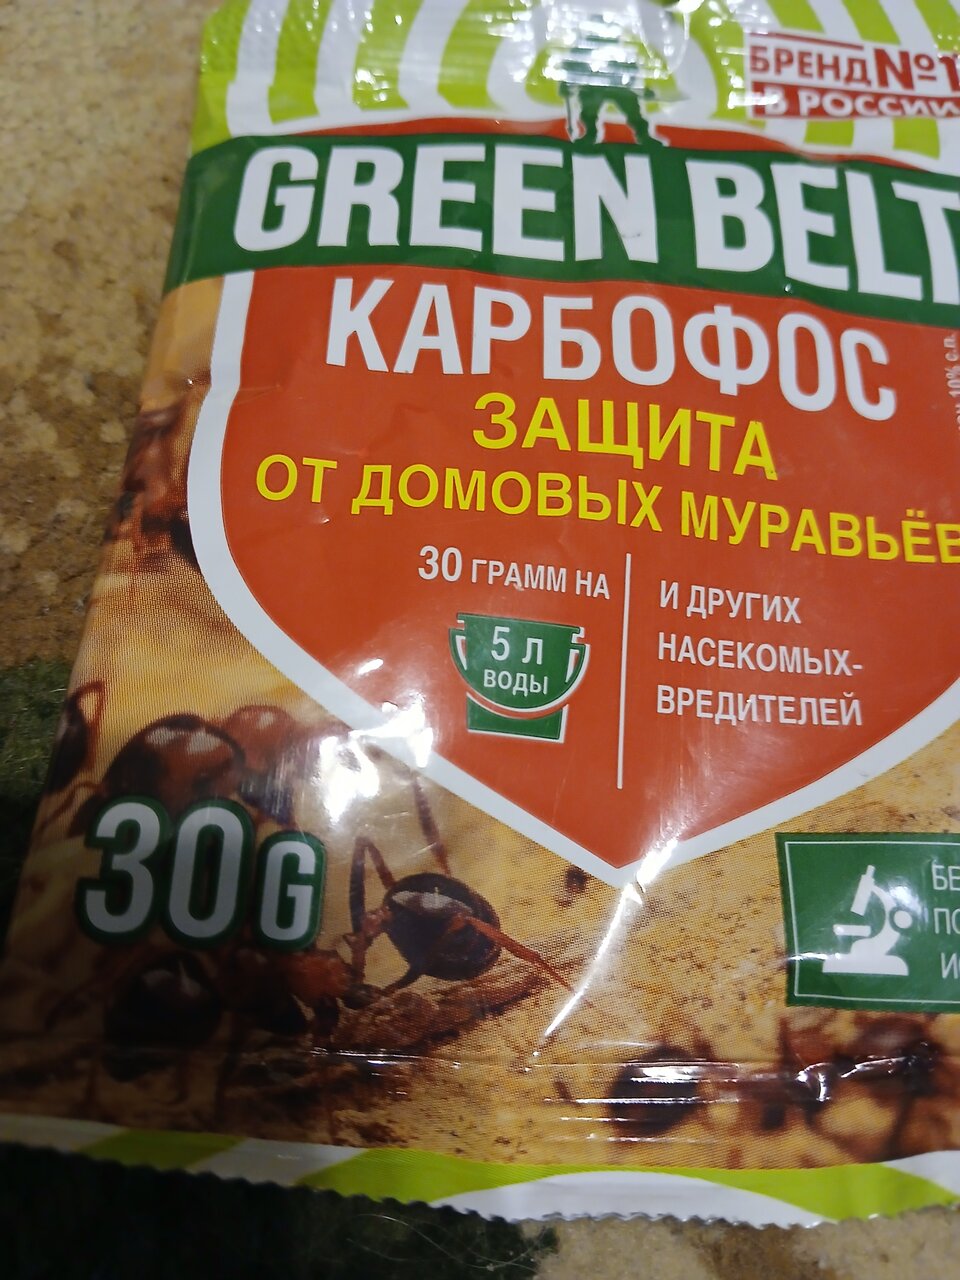 БРЕНД №1
В РОССИИ
GREEN BELT
КАРБОФОС
ЗАЩИТА
ОТ ДОМОВЫХ МУРАВЬЁВ
30 ГРАММ НА
5 Л
ВОДЫ
И ДРУГИХ
НАСЕКОМЫХ-
ВРЕДИТЕЛЕЙ
10% с.п.
30G